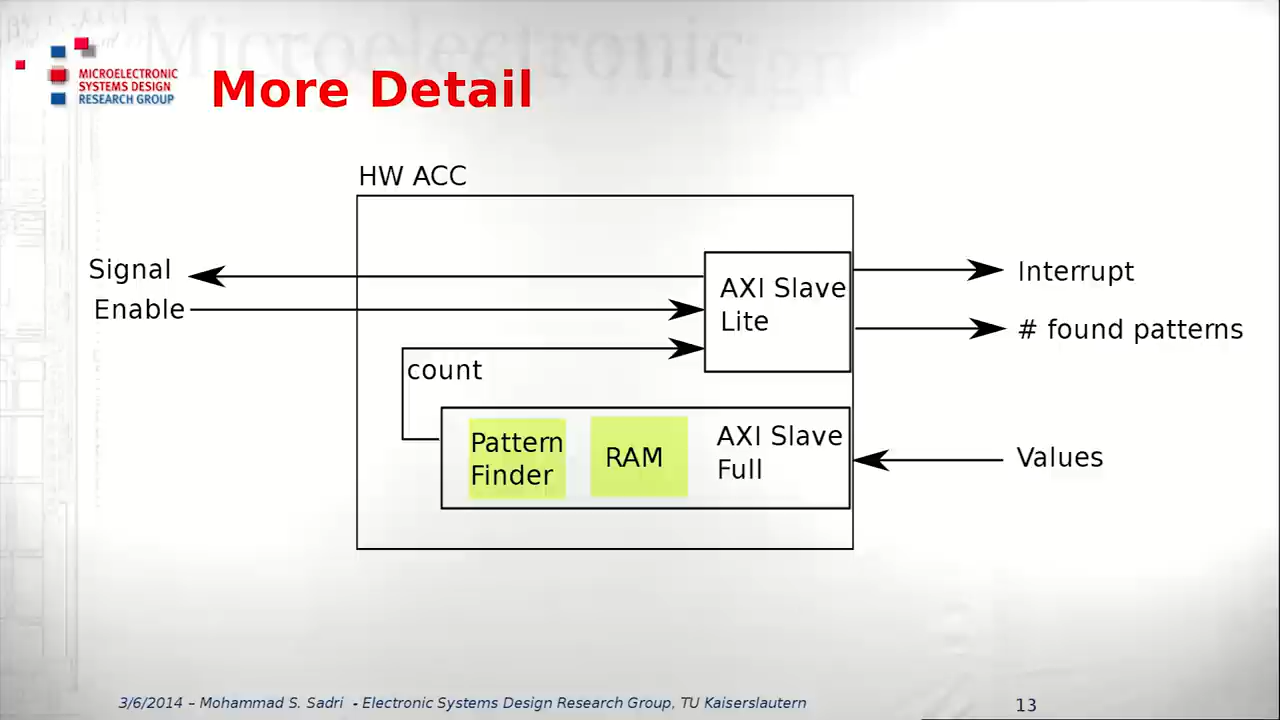 Microelectronic
MICROELECTRONIC
SYSTEMS DESIGN
RESEARCH GROUP
More Detail
HW ACC
Signal
Enable
AXI Slave
Lite
Interrupt
# found patterns
count
Pattern
Finder
RAM
AXI Slave
Full
Values
3/6/2014 – Mohammad S. Sadri - Electronic Systems Design Research Group, TU Kaiserslautern
13